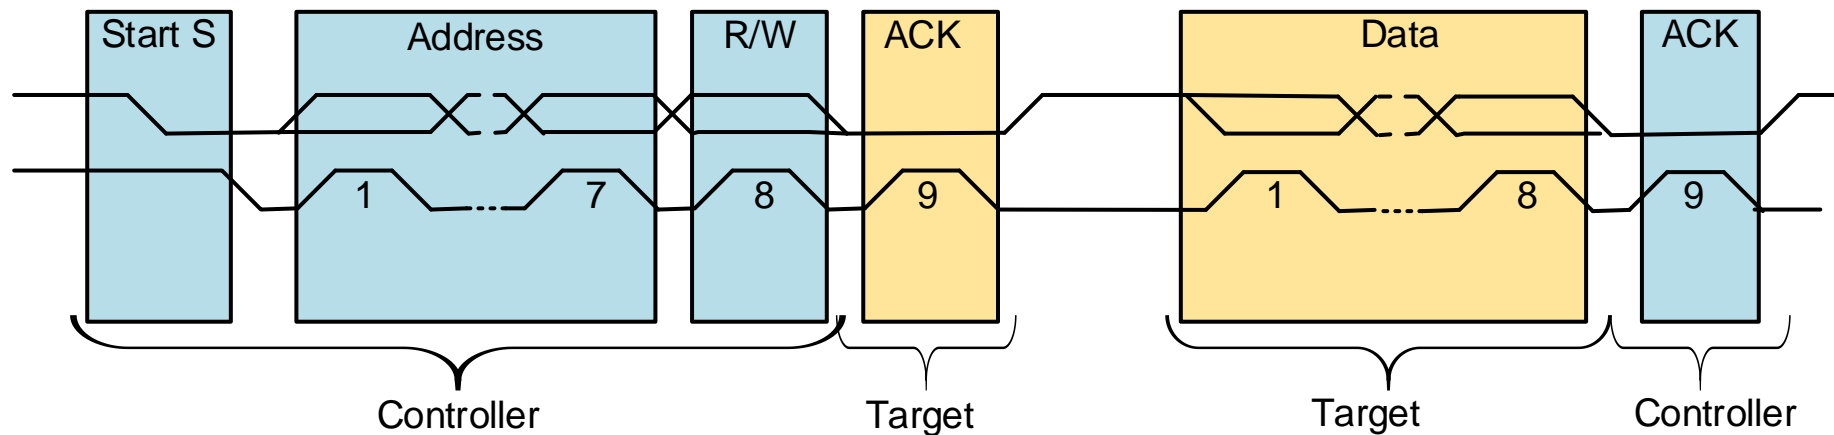 Start S
Address
R/W
ACK
Data
ACK
1
7
8
9
1
8
9
Controller
Target
Target
Controller